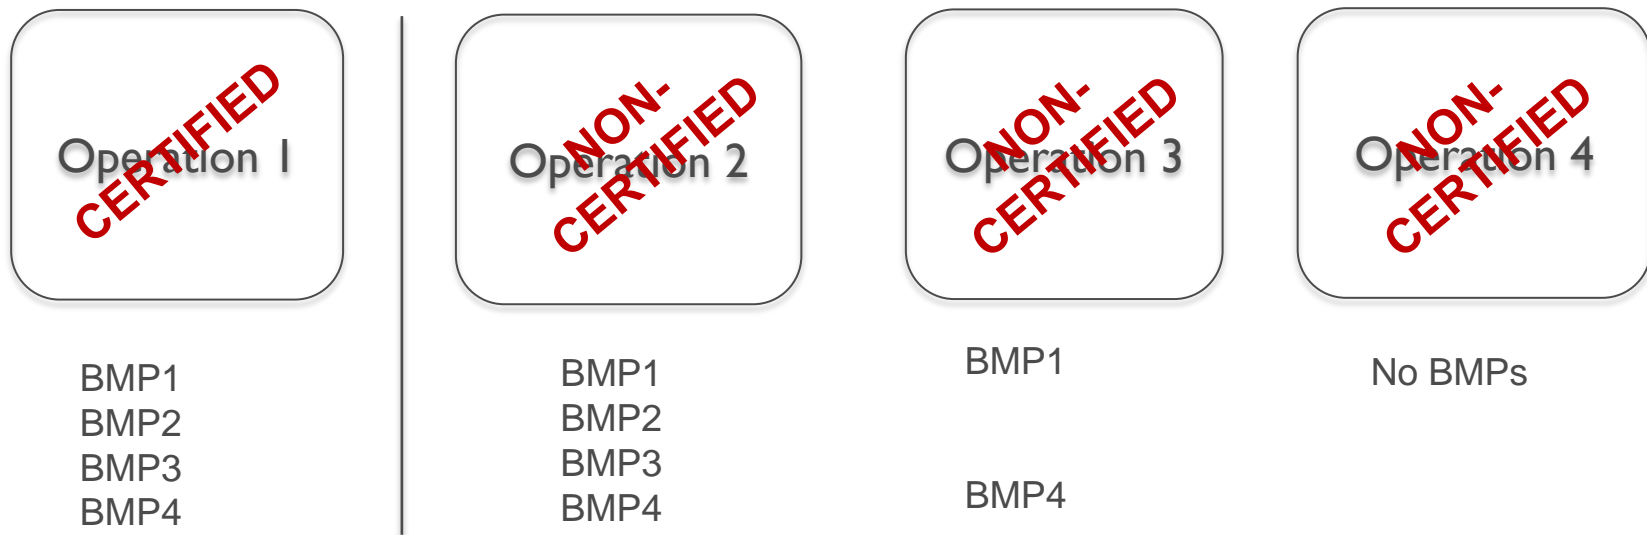 Operation 1
CERTIFIED
BMP1
BMP2
BMP3
BMP4
Operation 2
NON-
CERTIFIED
BMP1
BMP2
BMP3
BMP4
Operation 3
NON-
CERTIFIED
BMP1
BMP4
Operation 4
NON-
CERTIFIED
No BMPs